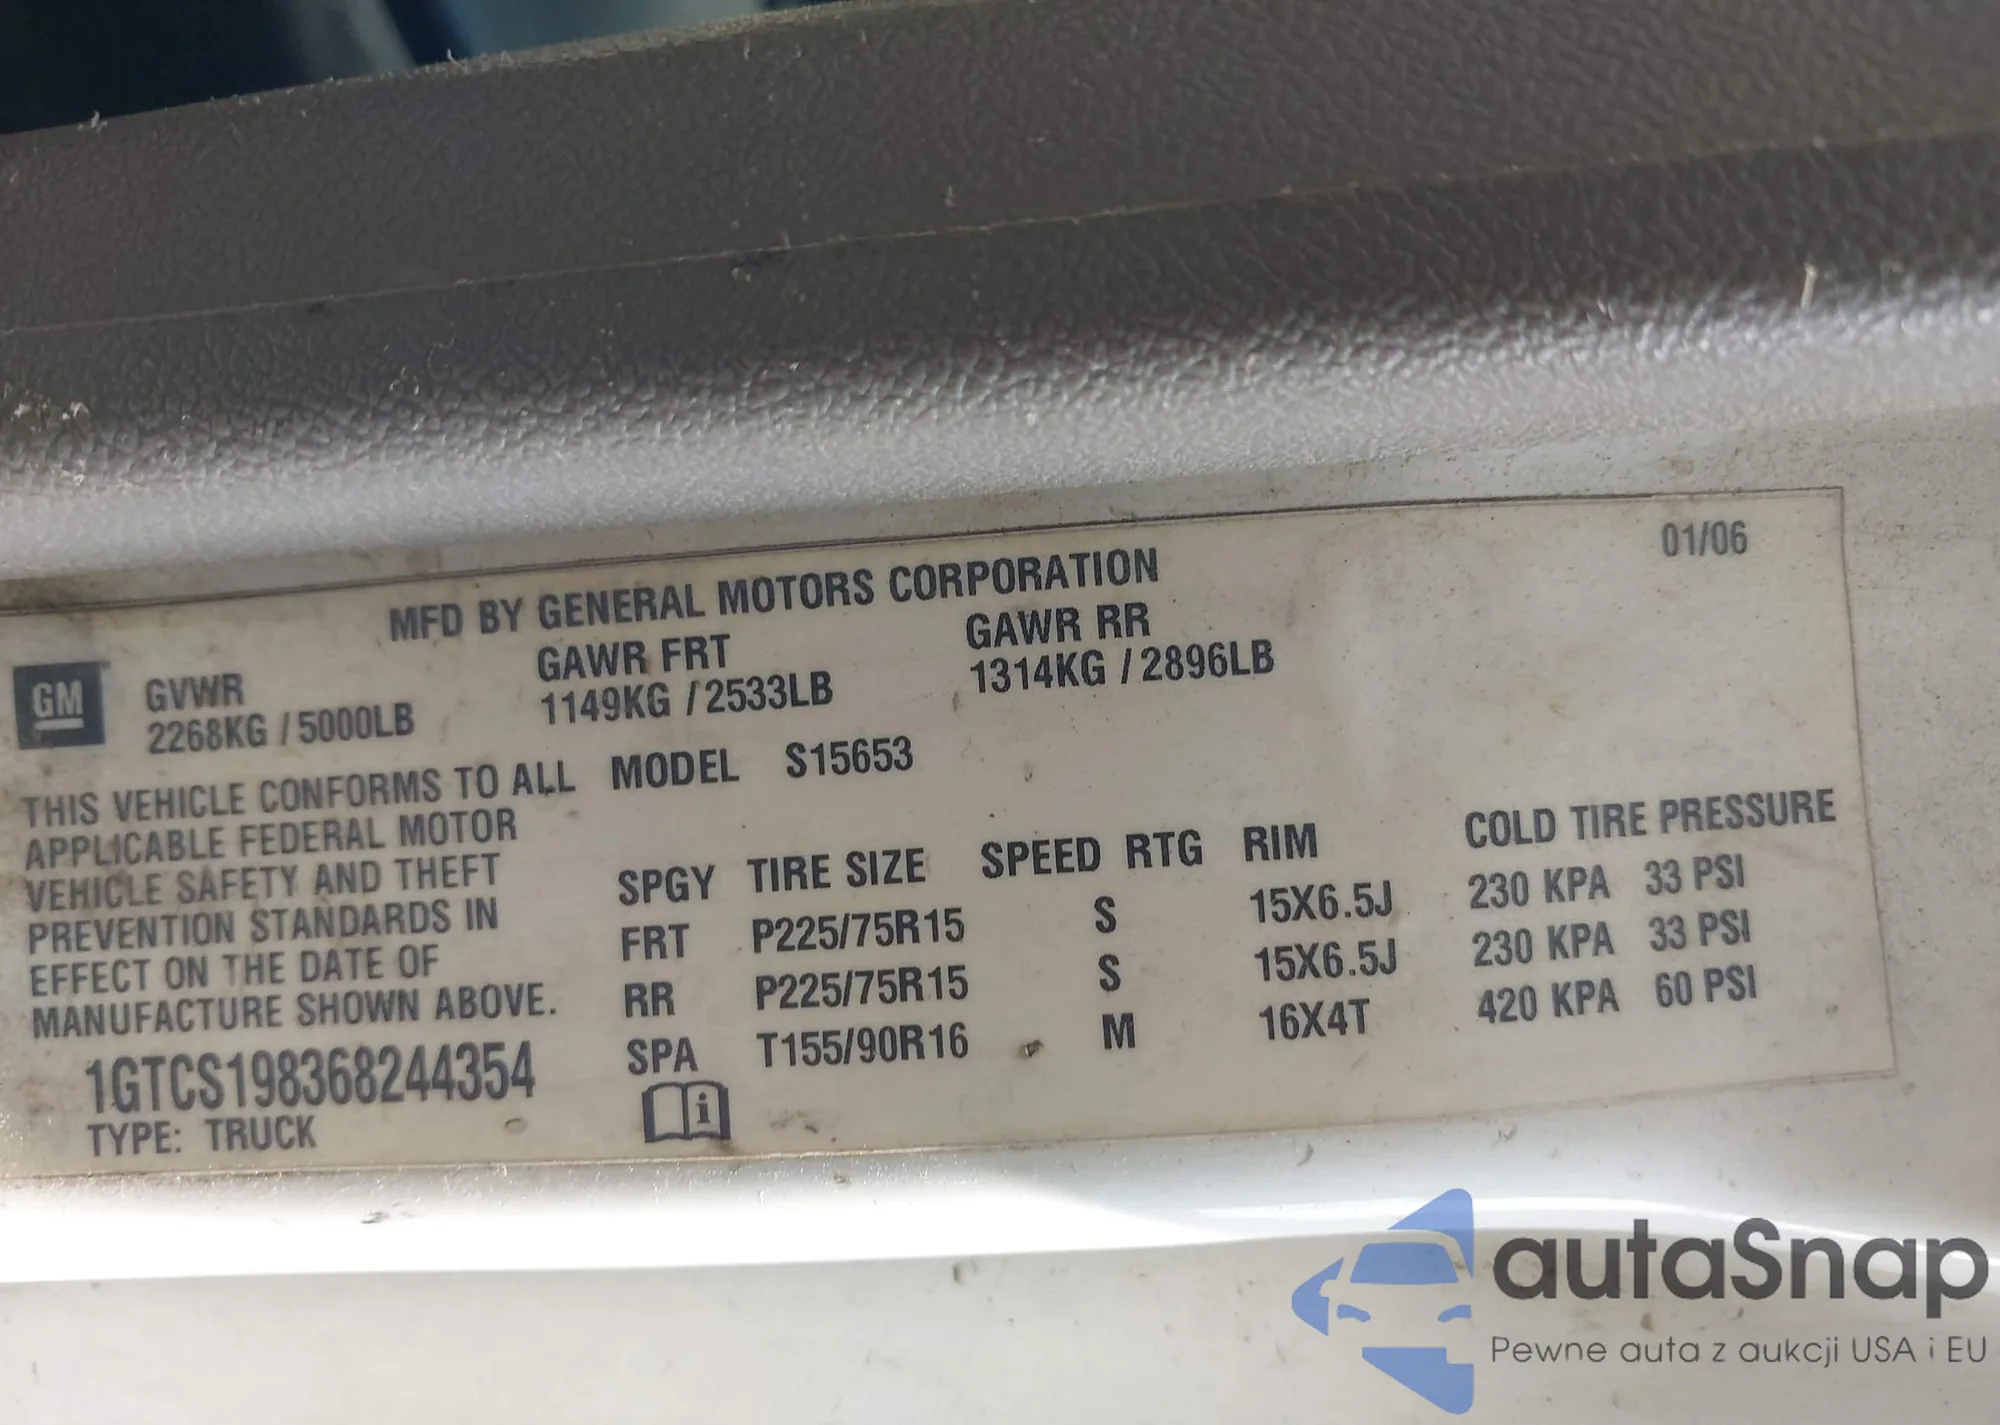 01/06
MFD BY GENERAL MOTORS CORPORATION
GM
GVWR GAWR FRT GAWR RR
2268KG / 5000LB 1149KG / 2533LB 1314KG / 2896LB
THIS VEHICLE CONFORMS TO ALL
APPLICABLE FEDERAL MOTOR
VEHICLE SAFETY AND THEFT
PREVENTION STANDARDS IN
EFFECT ON THE DATE OF
MANUFACTURE SHOWN ABOVE.
1GTCS198368244354
TYPE: TRUCK
MODEL S15653
SPGY TIRE SIZE SPEED RTG RIM COLD TIRE PRESSURE
FRT P225/75R15 S 15X6.5J 230 KPA 33 PSI
RR P225/75R15 S 15X6.5J 230 KPA 33 PSI
SPA T155/90R16 M 16X4T 420 KPA 60 PSI
i
autaSnap
Pewne auta z aukcji USA i EU